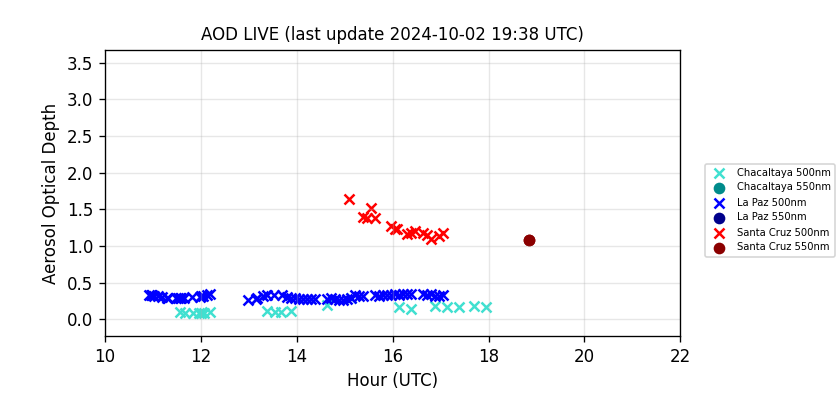 AOD LIVE (last update 2024-10-02 19:38 UTC)
Aerosol Optical Depth
3.5
3.0
2.5
2.0
1.5
1.0
0.5
0.0
10 12 14 16 18 20 22
Hour (UTC)
Chacaltaya 500nm
Chacaltaya 550nm
La Paz 500nm
La Paz 550nm
Santa Cruz 500nm
Santa Cruz 550nm